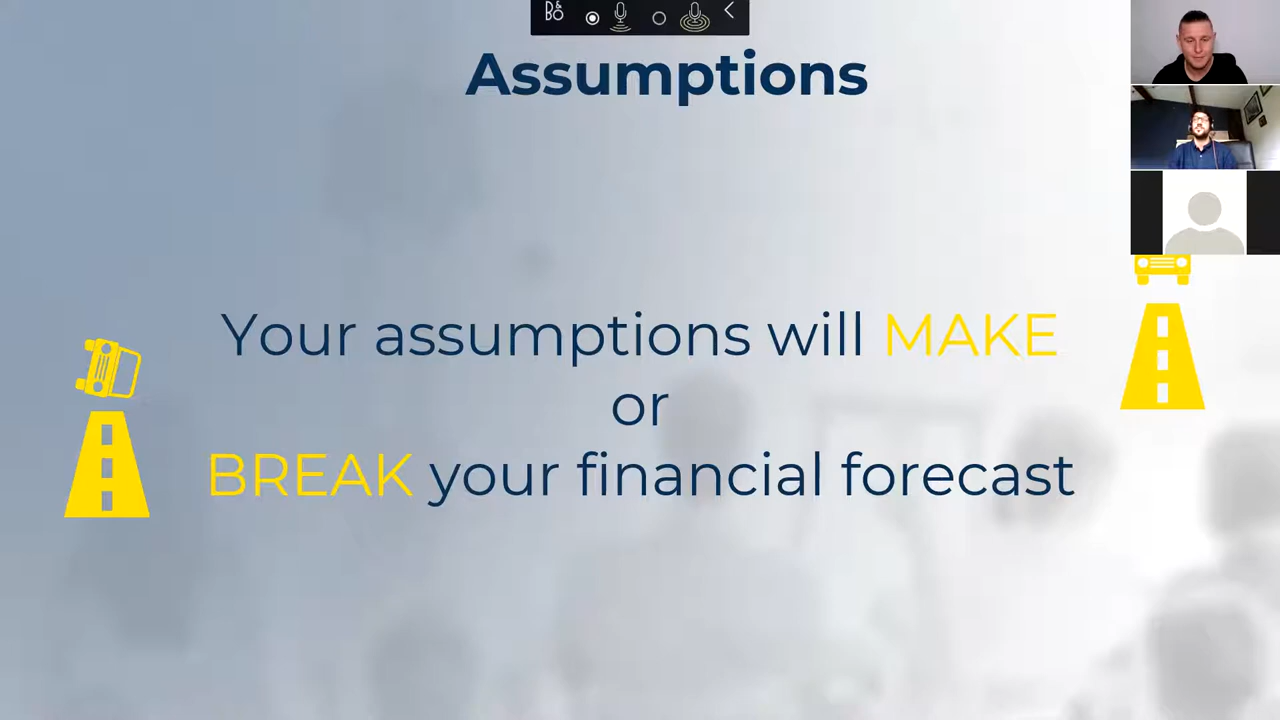 B&O
Assumptions
Your assumptions will MAKE
or
BREAK your financial forecast